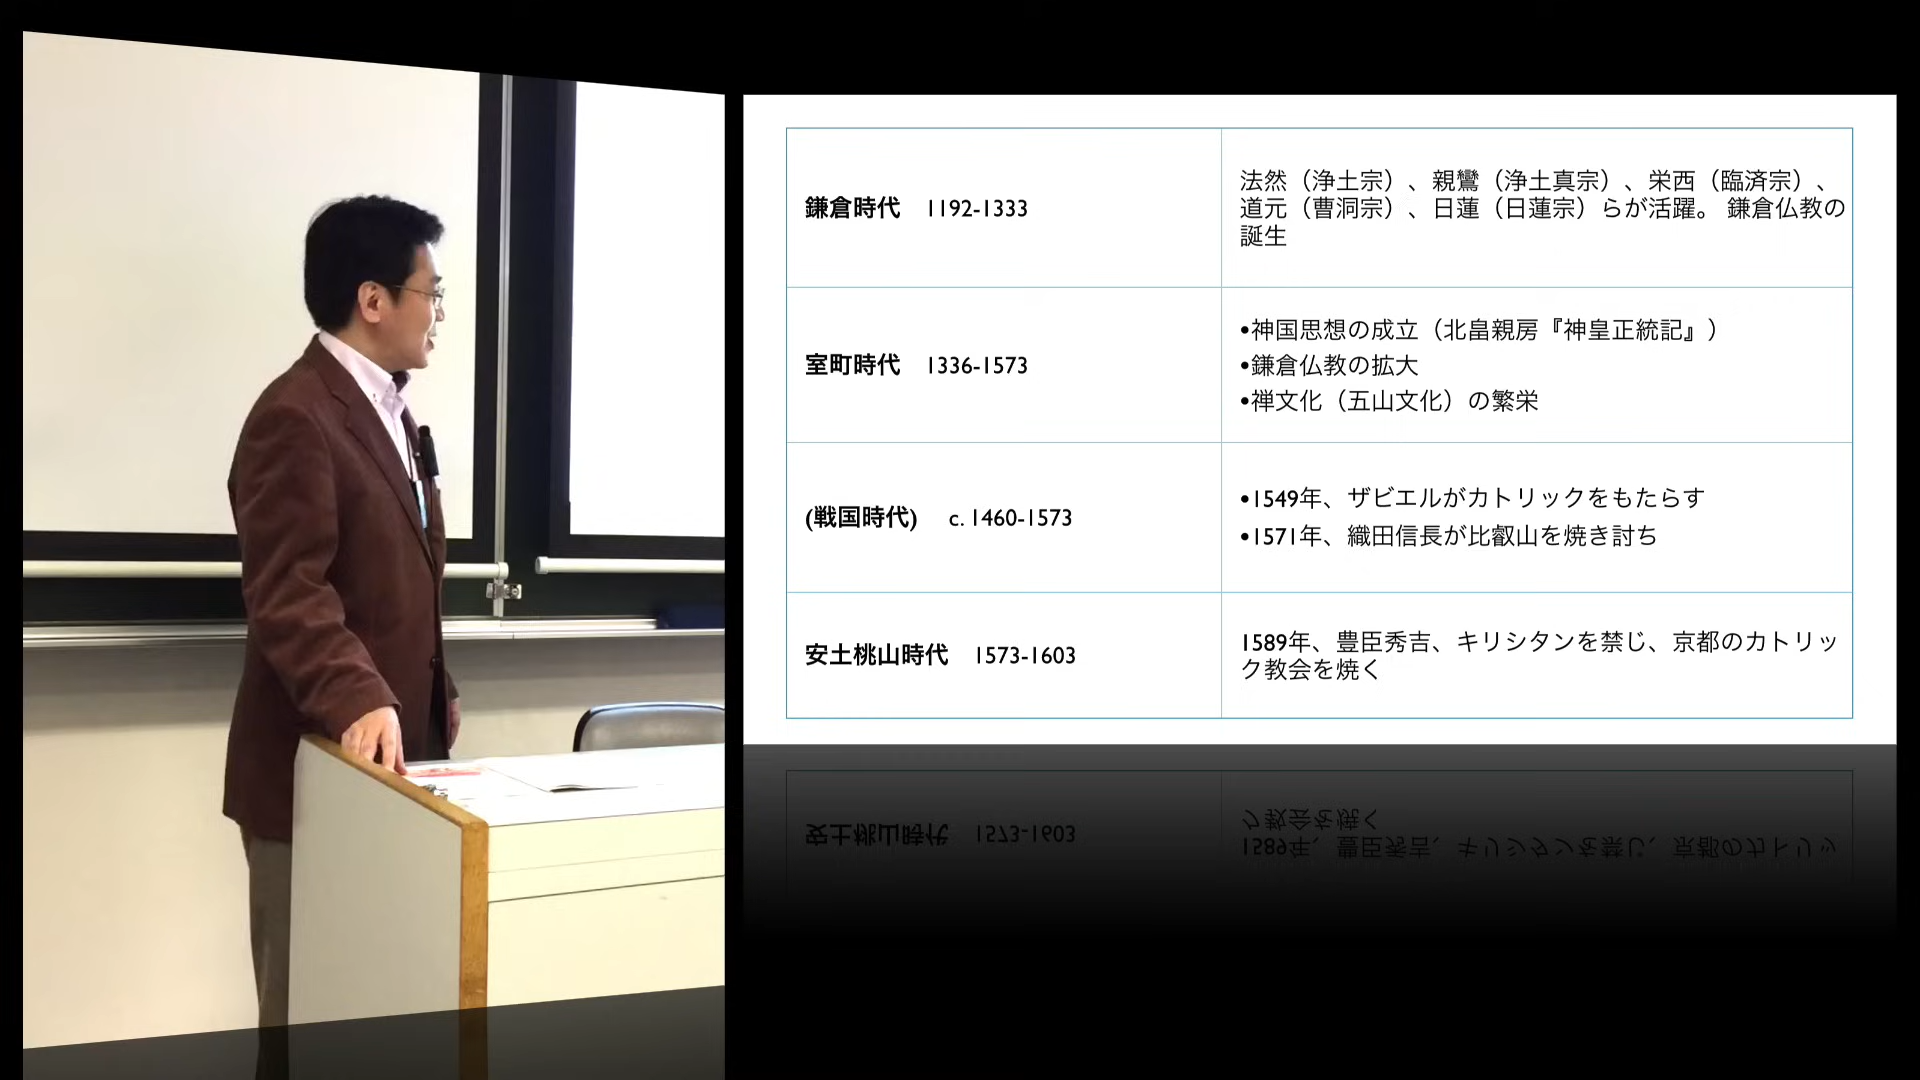 鎌倉時代 1192-1333
法然（浄土宗）、親鸞（浄土真宗）、栄西（臨済宗）、
道元（曹洞宗）、日蓮（日蓮宗）らが活躍。 鎌倉仏教の
誕生
室町時代 1336-1573
•神国思想の成立（北畠親房『神皇正統記』）
•鎌倉仏教の拡大
•禅文化（五山文化）の繁栄
(戦国時代) c. 1460-1573
•1549年、ザビエルがカトリックをもたらす
•1571年、織田信長が比叡山を焼き討ち
安土桃山時代 1573-1603
1589年、豊臣秀吉、キリシタンを禁じ、京都のカトリッ
ク教会を焼く